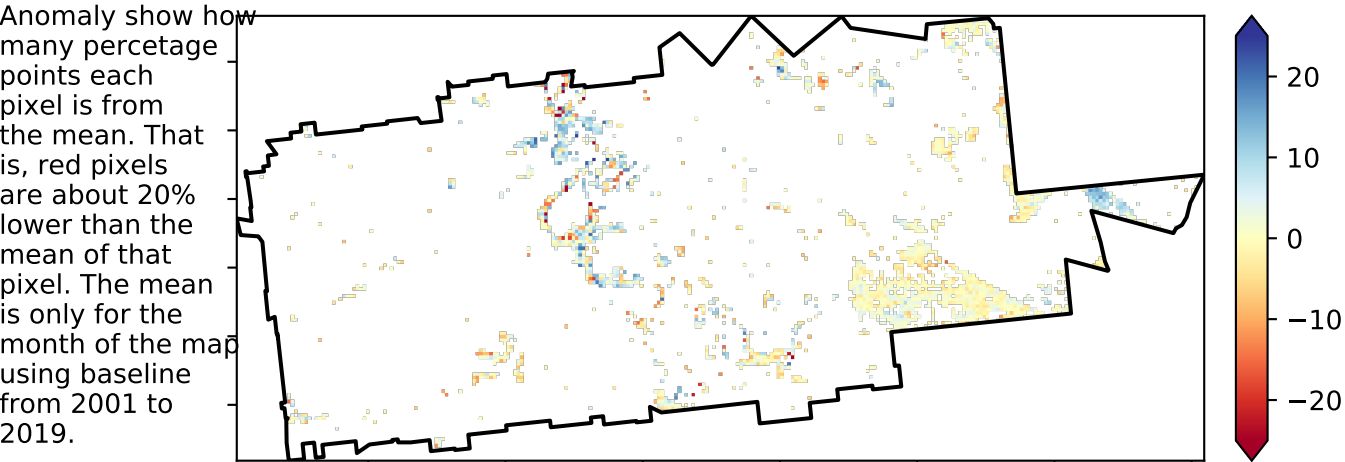 Anomaly show how
many percetage
points each
pixel is from
the mean. That
is, red pixels
are about 20%
lower than the
mean of that
pixel. The mean
is only for the
month of the map
using baseline
from 2001 to
2019.
20
10
0
−10
−20